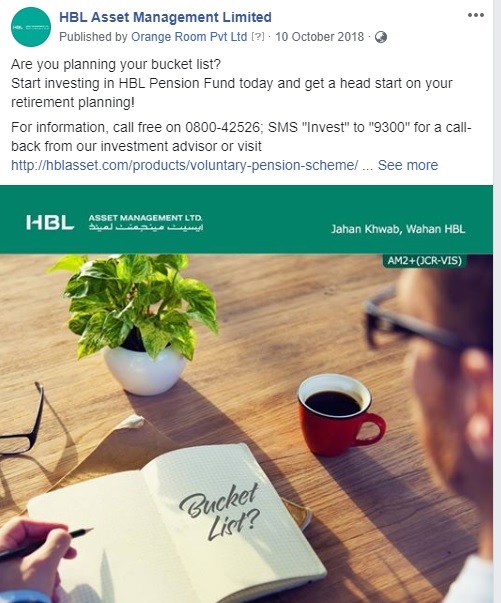 HBL Asset Management Limited
Published by Orange Room Pvt Ltd [?] · 10 October 2018 ·
Are you planning your bucket list?
Start investing in HBL Pension Fund today and get a head start on your
retirement planning!
For information, call free on 0800-42526; SMS "Invest" to "9300" for a call-
back from our investment advisor or visit
http://hblasset.com/products/voluntary-pension-scheme/ ... See more
HBL
ASSET MANAGEMENT LTD.
ایسیٹ مینجمنٹ لمیٹڈ
Jahan Khwab, Wahan HBL
AM2+(JCR-VIS)
Bucket
List?